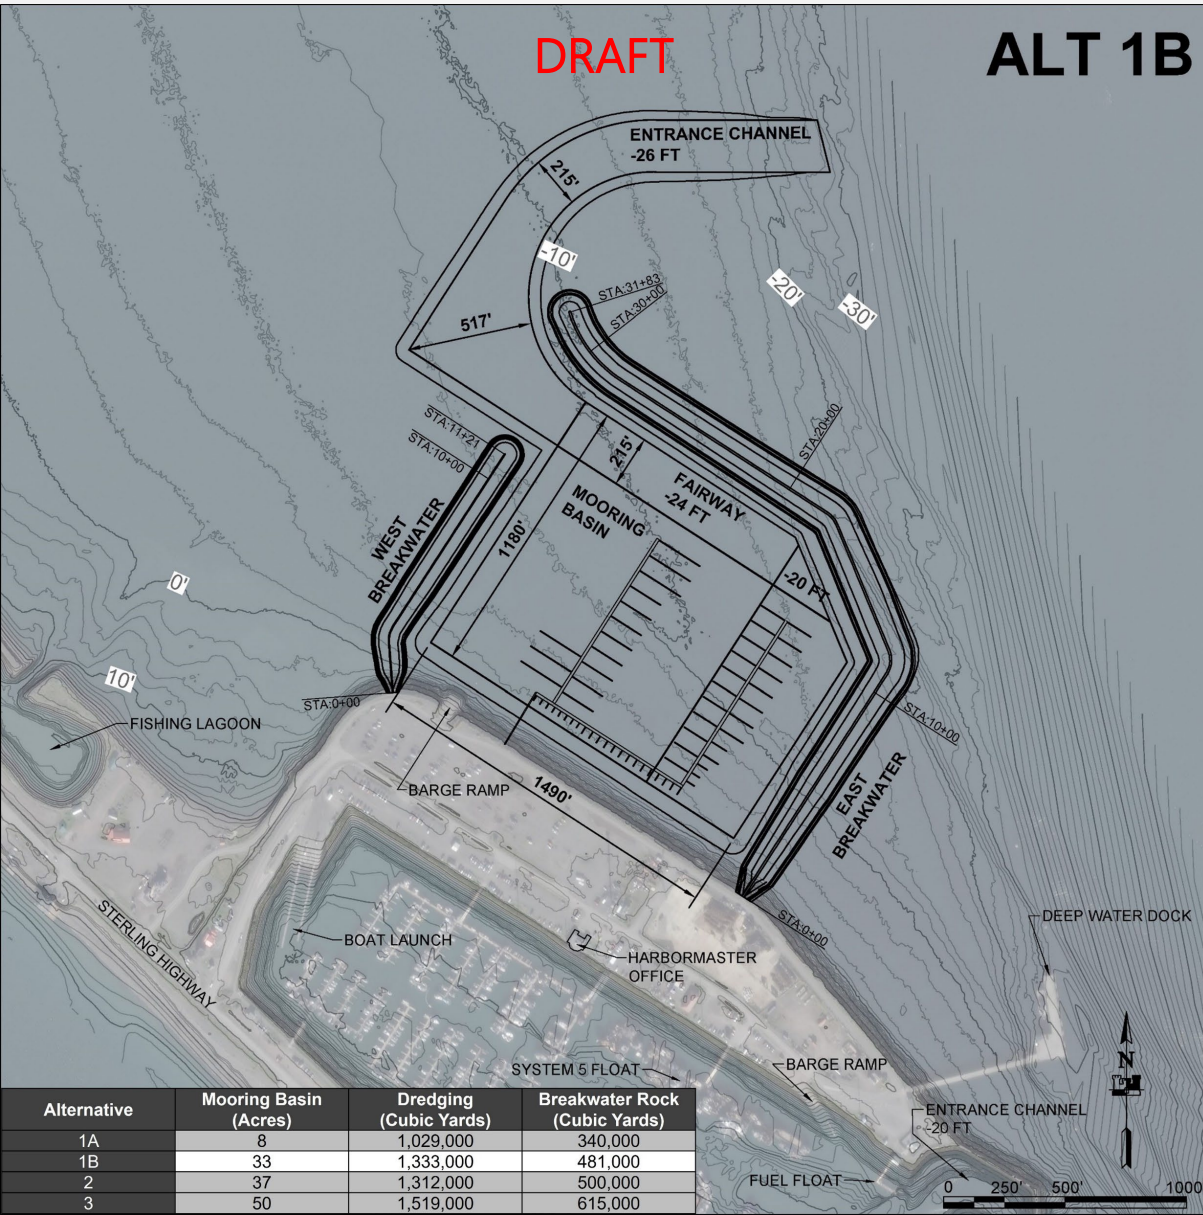 DRAFT
ALT 1B
ENTRANCE CHANNEL
-26 FT
215'
-10'
-20'
-30'
STA:31+83
STA:30+00
517'
STA:20+00
STA:11+21
STA:10+00
215'
FAIRWAY
-24 FT
MOORING
BASIN
1180'
WEST
BREAKWATER
-20 FT
0'
10'
STA:0+00
FISHING LAGOON
STA:10+00
BARGE RAMP
1490'
EAST
BREAKWATER
DEEP WATER DOCK
STA:0+00
STERLING HIGHWAY
BOAT LAUNCH
HARBORMASTER
OFFICE
SYSTEM 5 FLOAT
BARGE RAMP
N
ENTRANCE CHANNEL
-20 FT
FUEL FLOAT
0 250' 500' 1000
Alternative Mooring Basin (Acres) Dredging (Cubic Yards) Breakwater Rock (Cubic Yards)
1A 8 1,029,000 340,000
1B 33 1,333,000 481,000
2 37 1,312,000 500,000
3 50 1,519,000 615,000